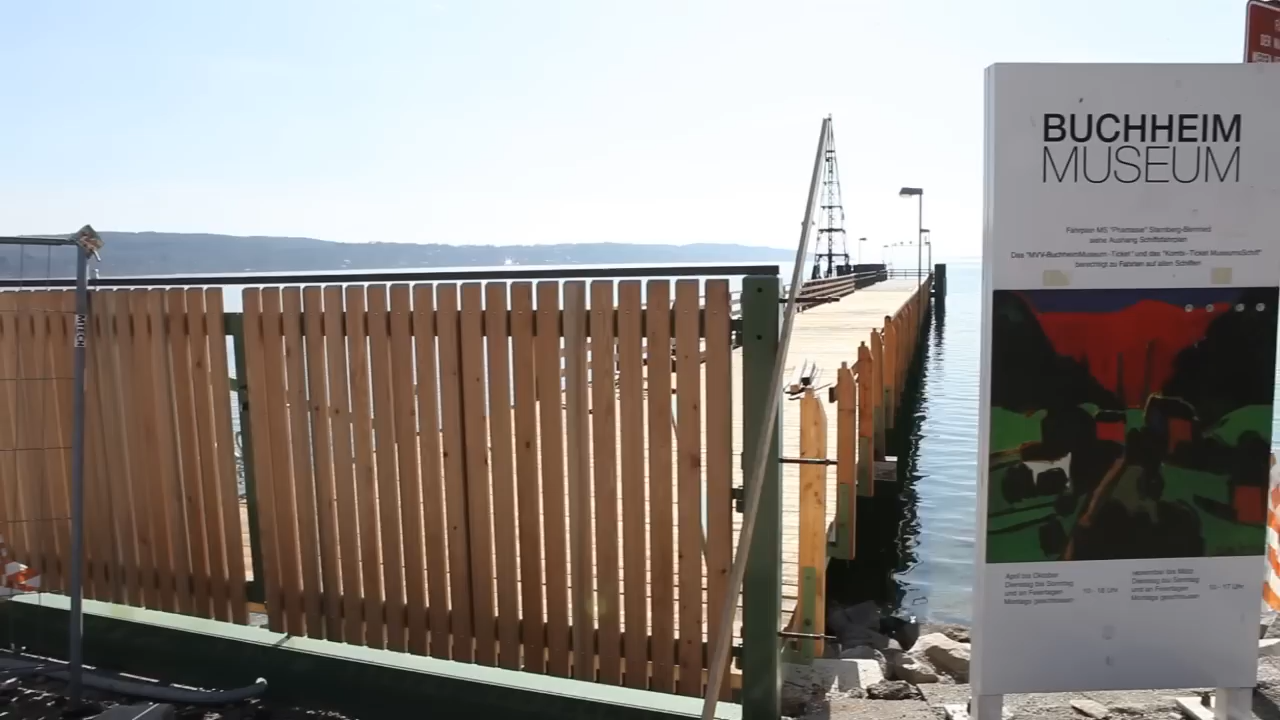 BUCHHEIM
MUSEUM
Fahrplan MS "Phantasie" Starnberg-Bernried
siehe Aushang Schiffsfahrplan
Das "MVV-BuchheimMuseum-Ticket" und das "Kombi-Ticket MuseumsSchiff"
berechtigt zu Fahrten auf allen Schiffen
April bis Oktober
Dienstag bis Sonntag
und an Feiertagen
Montags geschlossen
10 - 18 Uhr
November bis März
Dienstag bis Sonntag
und an Feiertagen
Montags geschlossen
10 - 17 Uhr